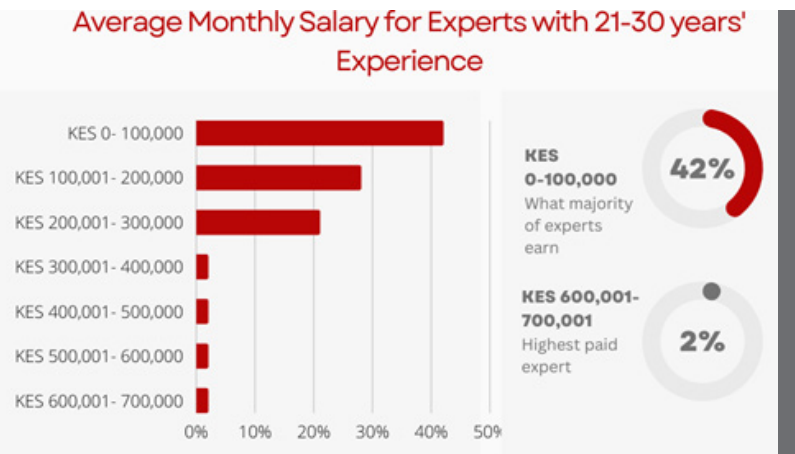 Average Monthly Salary for Experts with 21-30 years'
Experience
KES 0- 100,000
KES 100,001- 200,000
KES 200,001- 300,000
KES 300,001- 400,000
KES 400,001- 500,000
KES 500,001- 600,000
KES 600,001- 700,000
0% 10% 20% 30% 40% 50%
KES
0-100,000
What majority
of experts
earn
42%
KES 600,001-
700,001
Highest paid
expert
2%